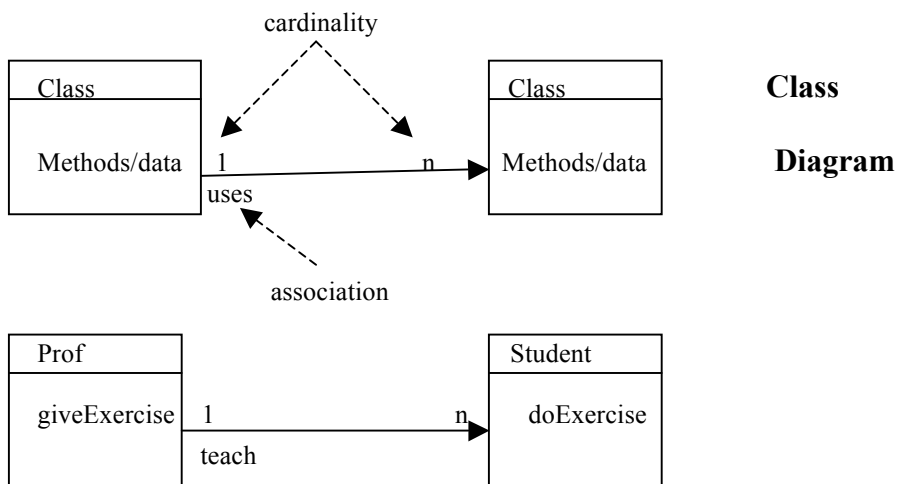 cardinality
Class
Class
Class
Methods/data
1
n
Methods/data
Diagram
uses
association
Prof
Student
giveExercise
1
n
doExercise
teach